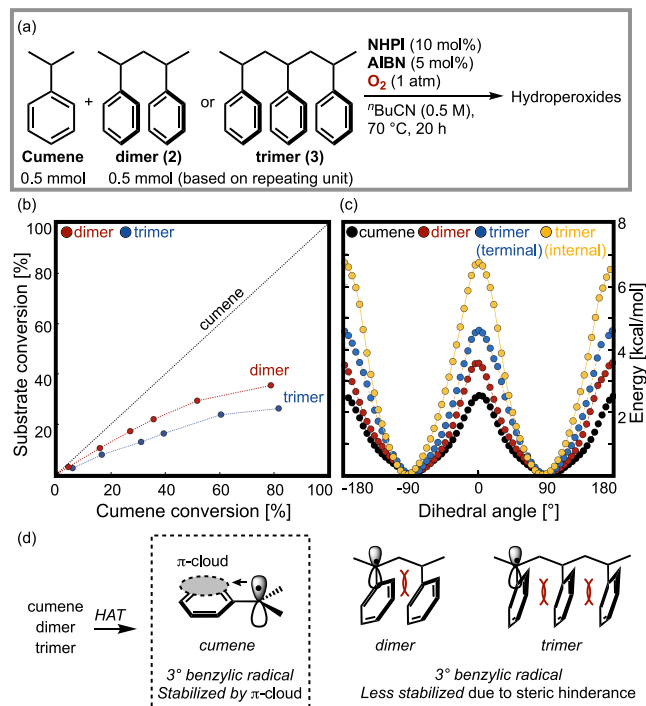 (a)
NHPI (10 mol%)
AIBN (5 mol%)
O2 (1 atm)
nBuCN (0.5 M),
70 °C, 20 h
Hydroperoxides
+
or
Cumene
dimer (2)
trimer (3)
0.5 mmol
0.5 mmol (based on repeating unit)
(b)
dimer
trimer
Substrate conversion [%]
100
80
60
40
20
cumene
dimer
trimer
0
20
40
60
80
100
Cumene conversion [%]
(c)
cumene
dimer
trimer
(terminal)
trimer
(internal)
8
6
4
2
Energy [kcal/mol]
-180
-90
0
90
180
Dihedral angle [°]
(d)
cumene
dimer
trimer
HAT
π-cloud
cumene
3° benzylic radical
Stabilized by π-cloud
dimer
trimer
3° benzylic radical
Less stabilized due to steric hinderance